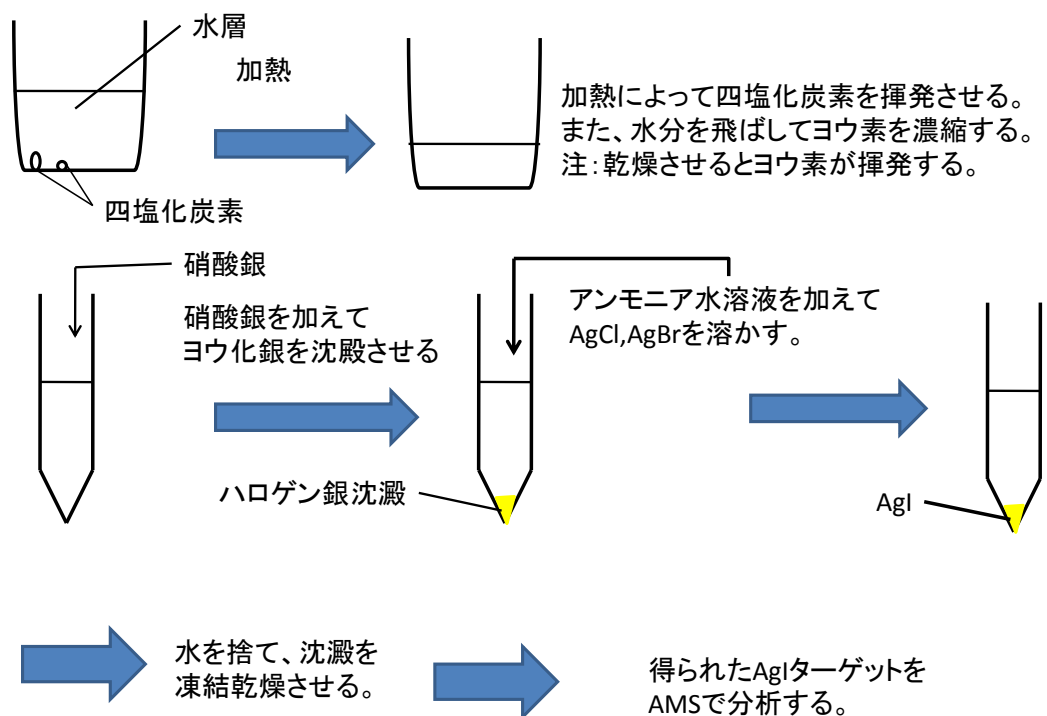 水層
加熱
加熱によって四塩化炭素を揮発させる。
また、水分を飛ばしてヨウ素を濃縮する。
注：乾燥させるとヨウ素が揮発する。
四塩化炭素
硝酸銀
硝酸銀を加えて
ヨウ化銀を沈殿させる
アンモニア水溶液を加えて
AgCl,AgBrを溶かす。
ハロゲン銀沈澱
AgI
水を捨て、沈澱を
凍結乾燥させる。
得られたAgIターゲットを
AMSで分析する。